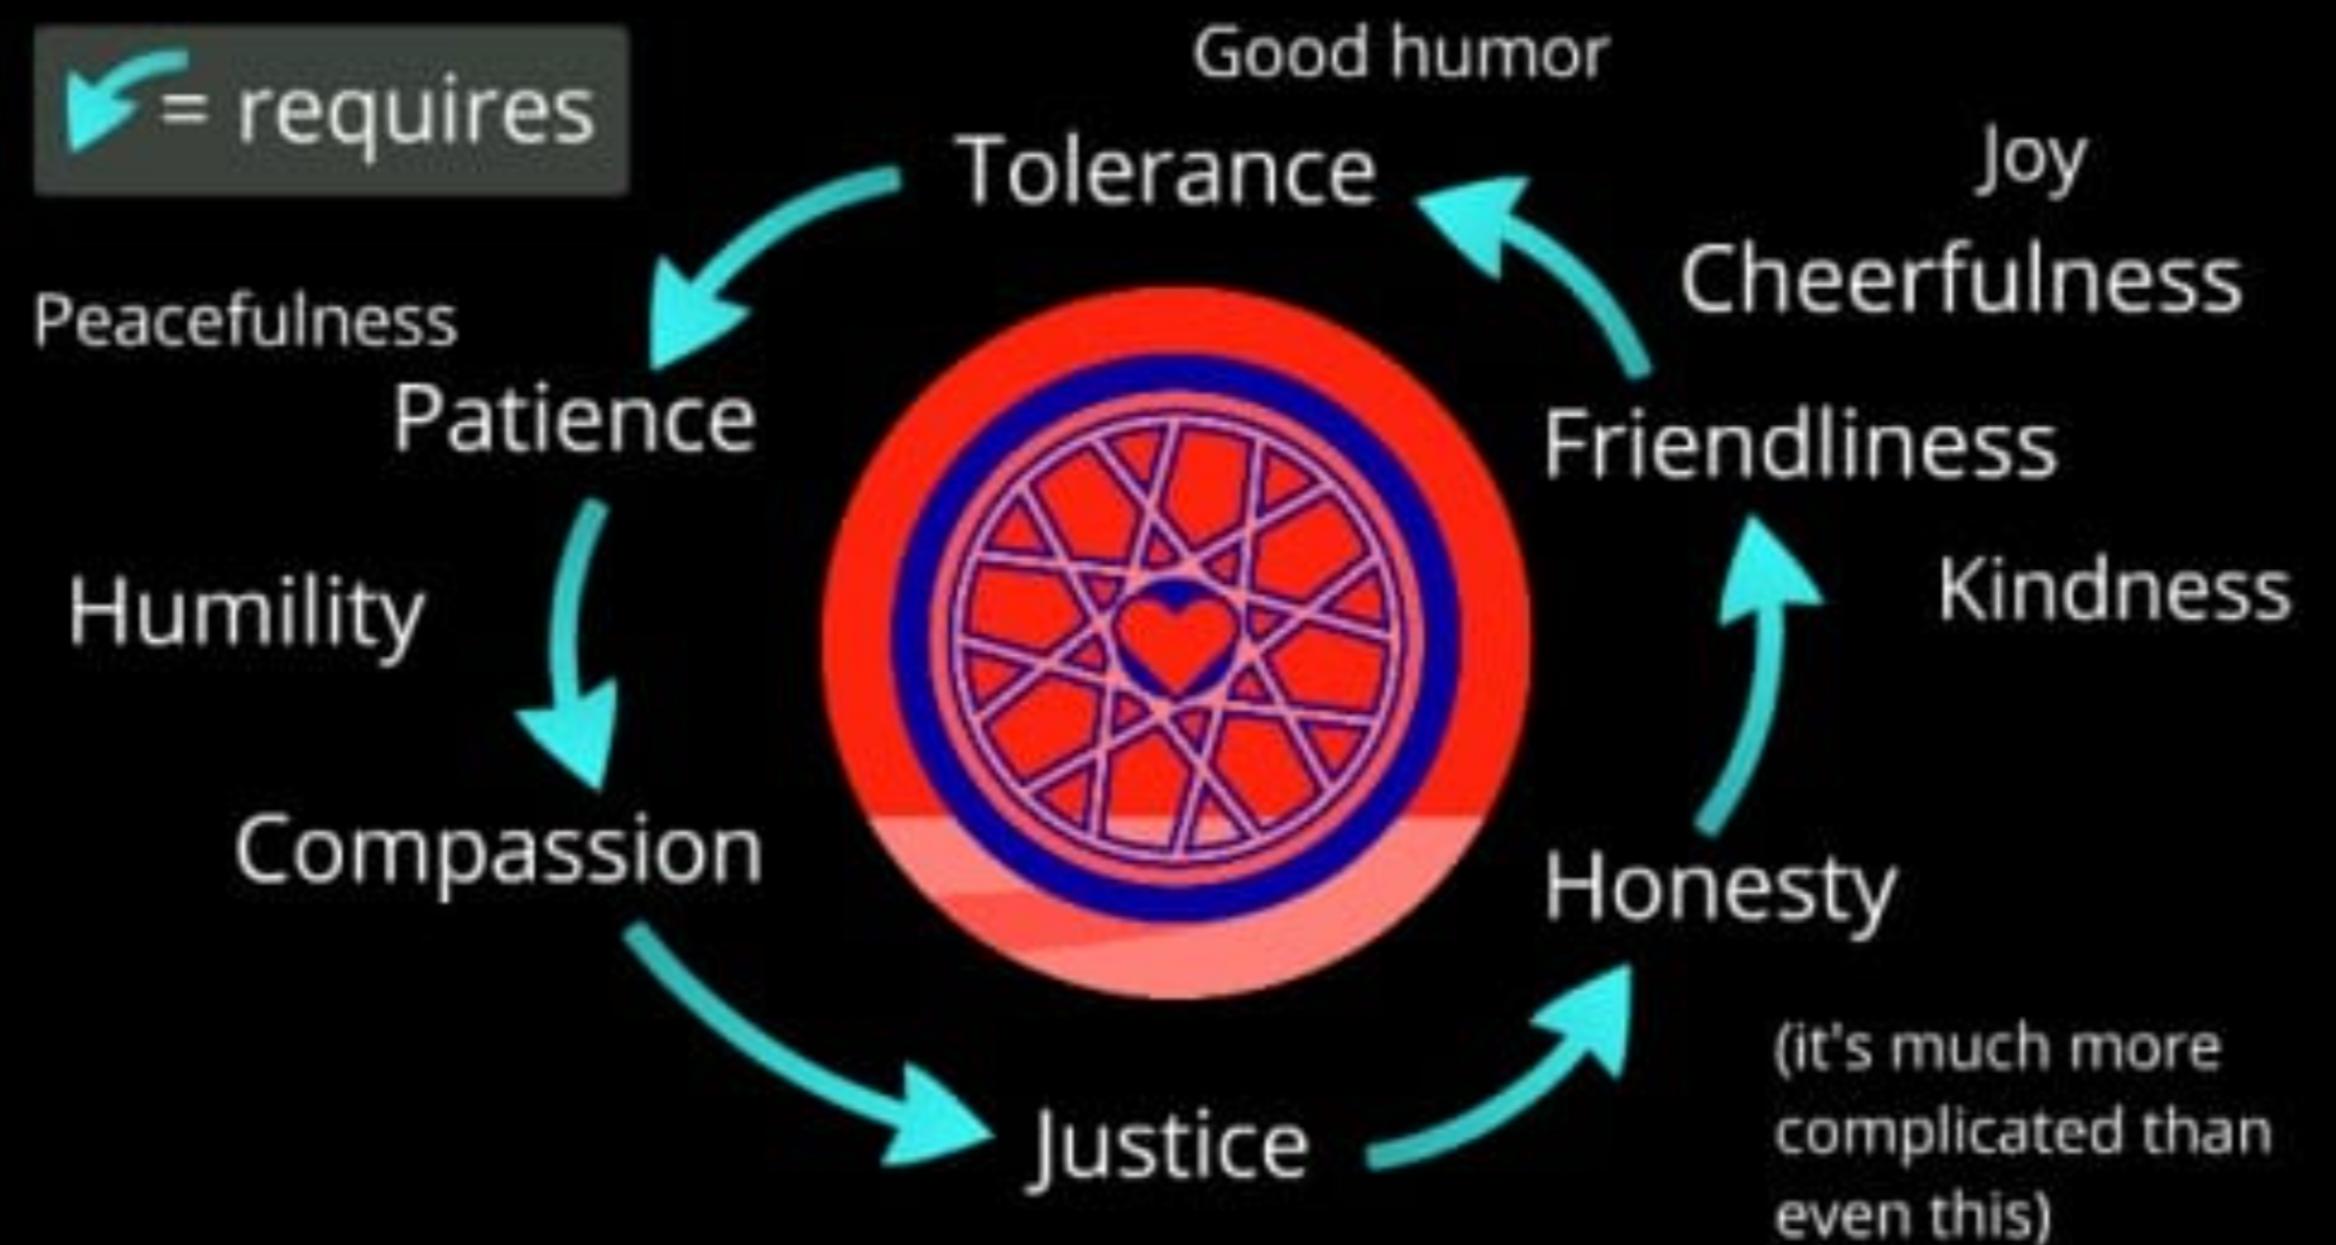 = requires
Good humor
Tolerance
Joy
Cheerfulness
Peacefulness
Patience
Friendliness
Humility
Kindness
Compassion
Honesty
Justice
(it's much more
complicated than
even this)